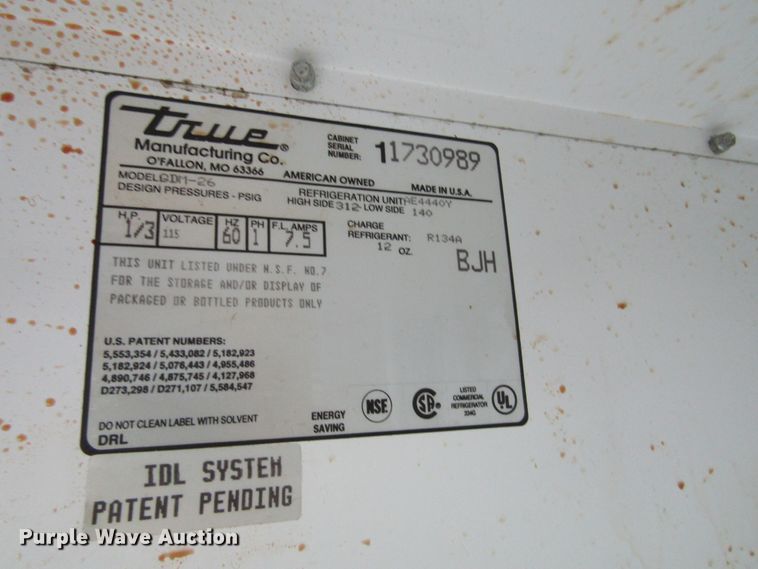 true®
Manufacturing Co.
O'FALLON, MO 63366
CABINET SERIAL NUMBER: 11730989
AMERICAN OWNED MADE IN U.S.A.
MODEL GDM-26 REFRIGERATION UNIT: AE4440Y
DESIGN PRESSURES - PSIG HIGH SIDE 312 - LOW SIDE 140
H.P. 1/3 VOLTAGE 115 HZ 60 PH 1 F.L. AMPS 7.5
CHARGE
REFRIGERANT: R134A
12 OZ.
BJH
THIS UNIT LISTED UNDER N.S.F. NO.7
FOR THE STORAGE AND/OR DISPLAY OF
PACKAGED OR BOTTLED PRODUCTS ONLY
U.S. PATENT NUMBERS:
5,553,354 / 5,433,082 / 5,182,923
5,182,924 / 5,076,443 / 4,955,486
4,890,746 / 4,875,745 / 4,127,968
D273,298 / D271,107 / 5,584,547
DO NOT CLEAN LABEL WITH SOLVENT
DRL
ENERGY
SAVING
NSF
SA
LISTED
COMMERCIAL
REFRIGERATOR
334G
UL
IDL SYSTEM
PATENT PENDING
Purple Wave Auction